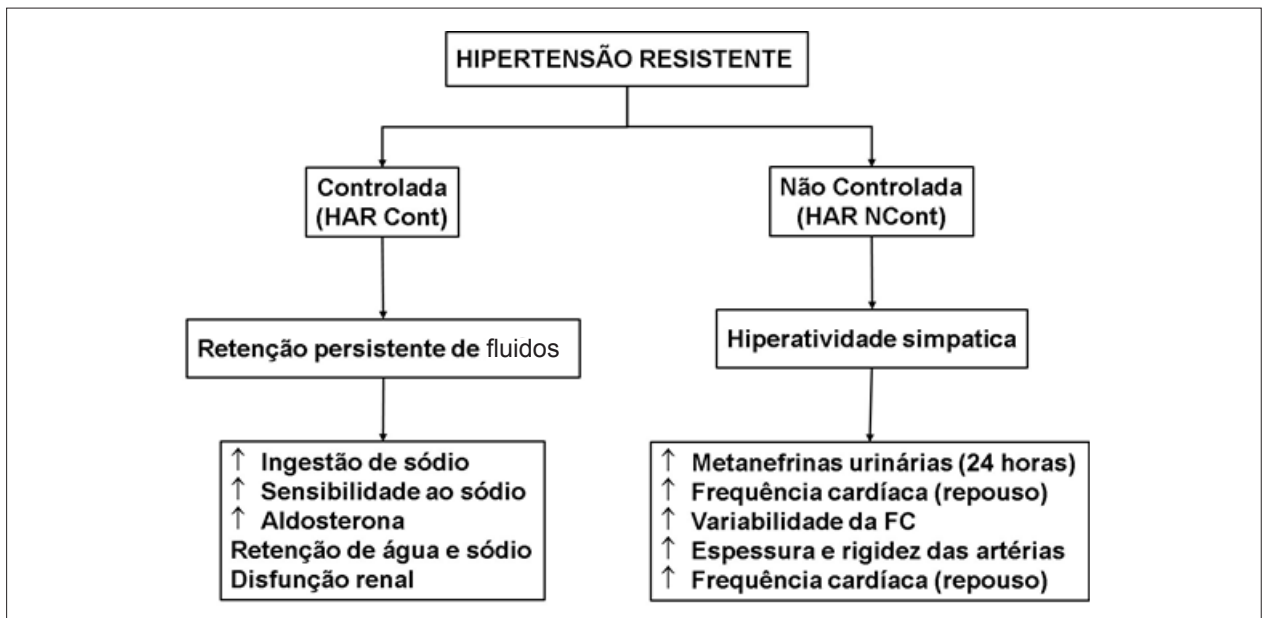 HIPERTENSÃO RESISTENTE
Controlada
(HAR Cont)
Não Controlada
(HAR NCont)
Retenção persistente de fluidos
Hiperatividade simpatica
↑ Ingestão de sódio
↑ Sensibilidade ao sódio
↑ Aldosterona
Retenção de água e sódio
Disfunção renal
↑ Metanefrinas urinárias (24 horas)
↑ Frequência cardíaca (repouso)
↑ Variabilidade da FC
↑ Espessura e rigidez das artérias
↑ Frequência cardíaca (repouso)